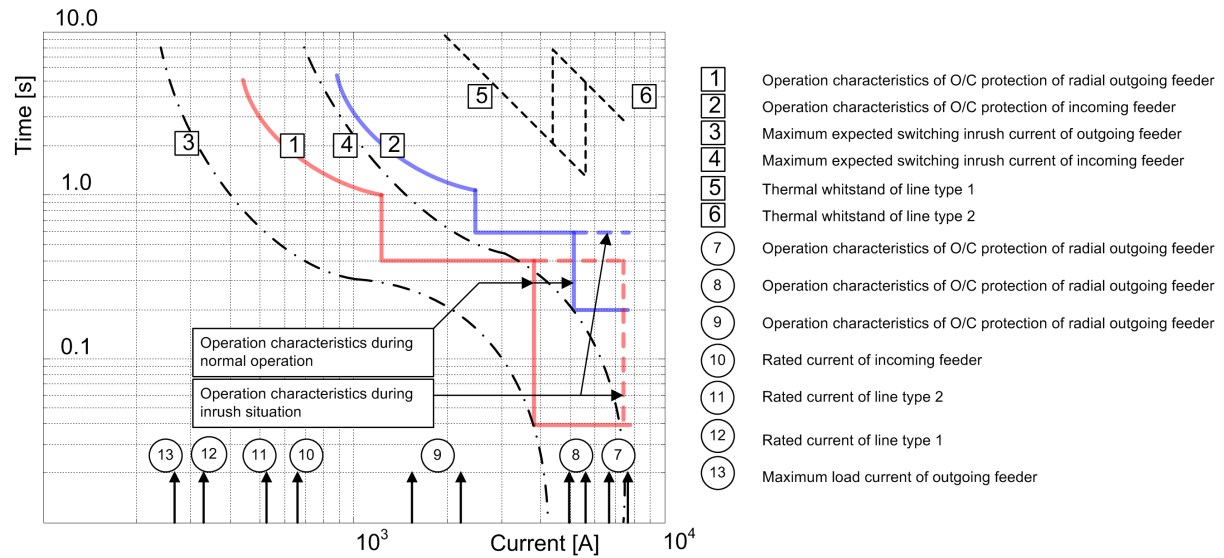 10.0
Time [s]
1.0
0.1
5
6
3
1
4
2
Operation characteristics during
normal operation
Operation characteristics during
inrush situation
13
12
11
10
9
8
7
10³
Current [A]
10⁴
1 Operation characteristics of O/C protection of radial outgoing feeder
2 Operation characteristics of O/C protection of incoming feeder
3 Maximum expected switching inrush current of outgoing feeder
4 Maximum expected switching inrush current of incoming feeder
5 Thermal whitstand of line type 1
6 Thermal whitstand of line type 2
7 Operation characteristics of O/C protection of radial outgoing feeder
8 Operation characteristics of O/C protection of radial outgoing feeder
9 Operation characteristics of O/C protection of radial outgoing feeder
10 Rated current of incoming feeder
11 Rated current of line type 2
12 Rated current of line type 1
13 Maximum load current of outgoing feeder